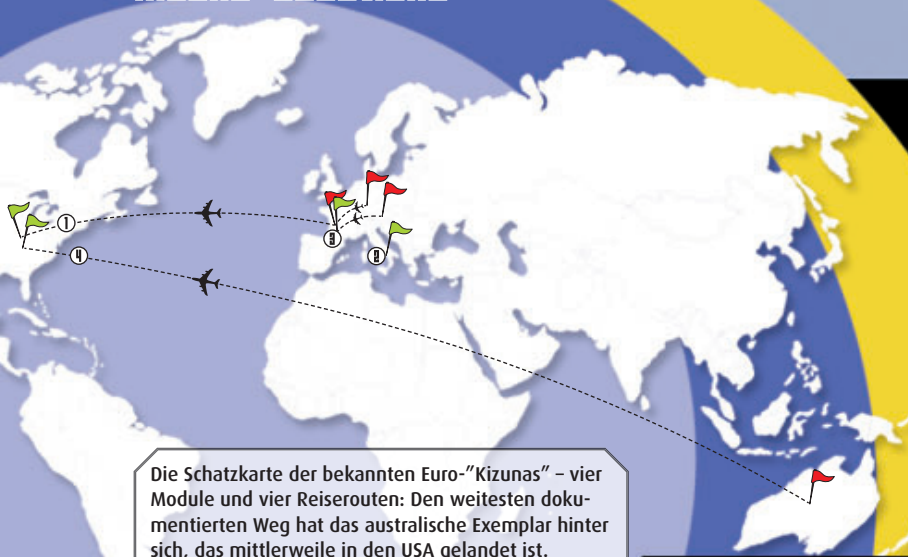 ①
④
③
②
Die Schatzkarte der bekannten Euro-”Kizunas” – vier
Module und vier Reiserouten: Den weitesten doku-
mentierten Weg hat das australische Exemplar hinter
sich, das mittlerweile in den USA gelandet ist.